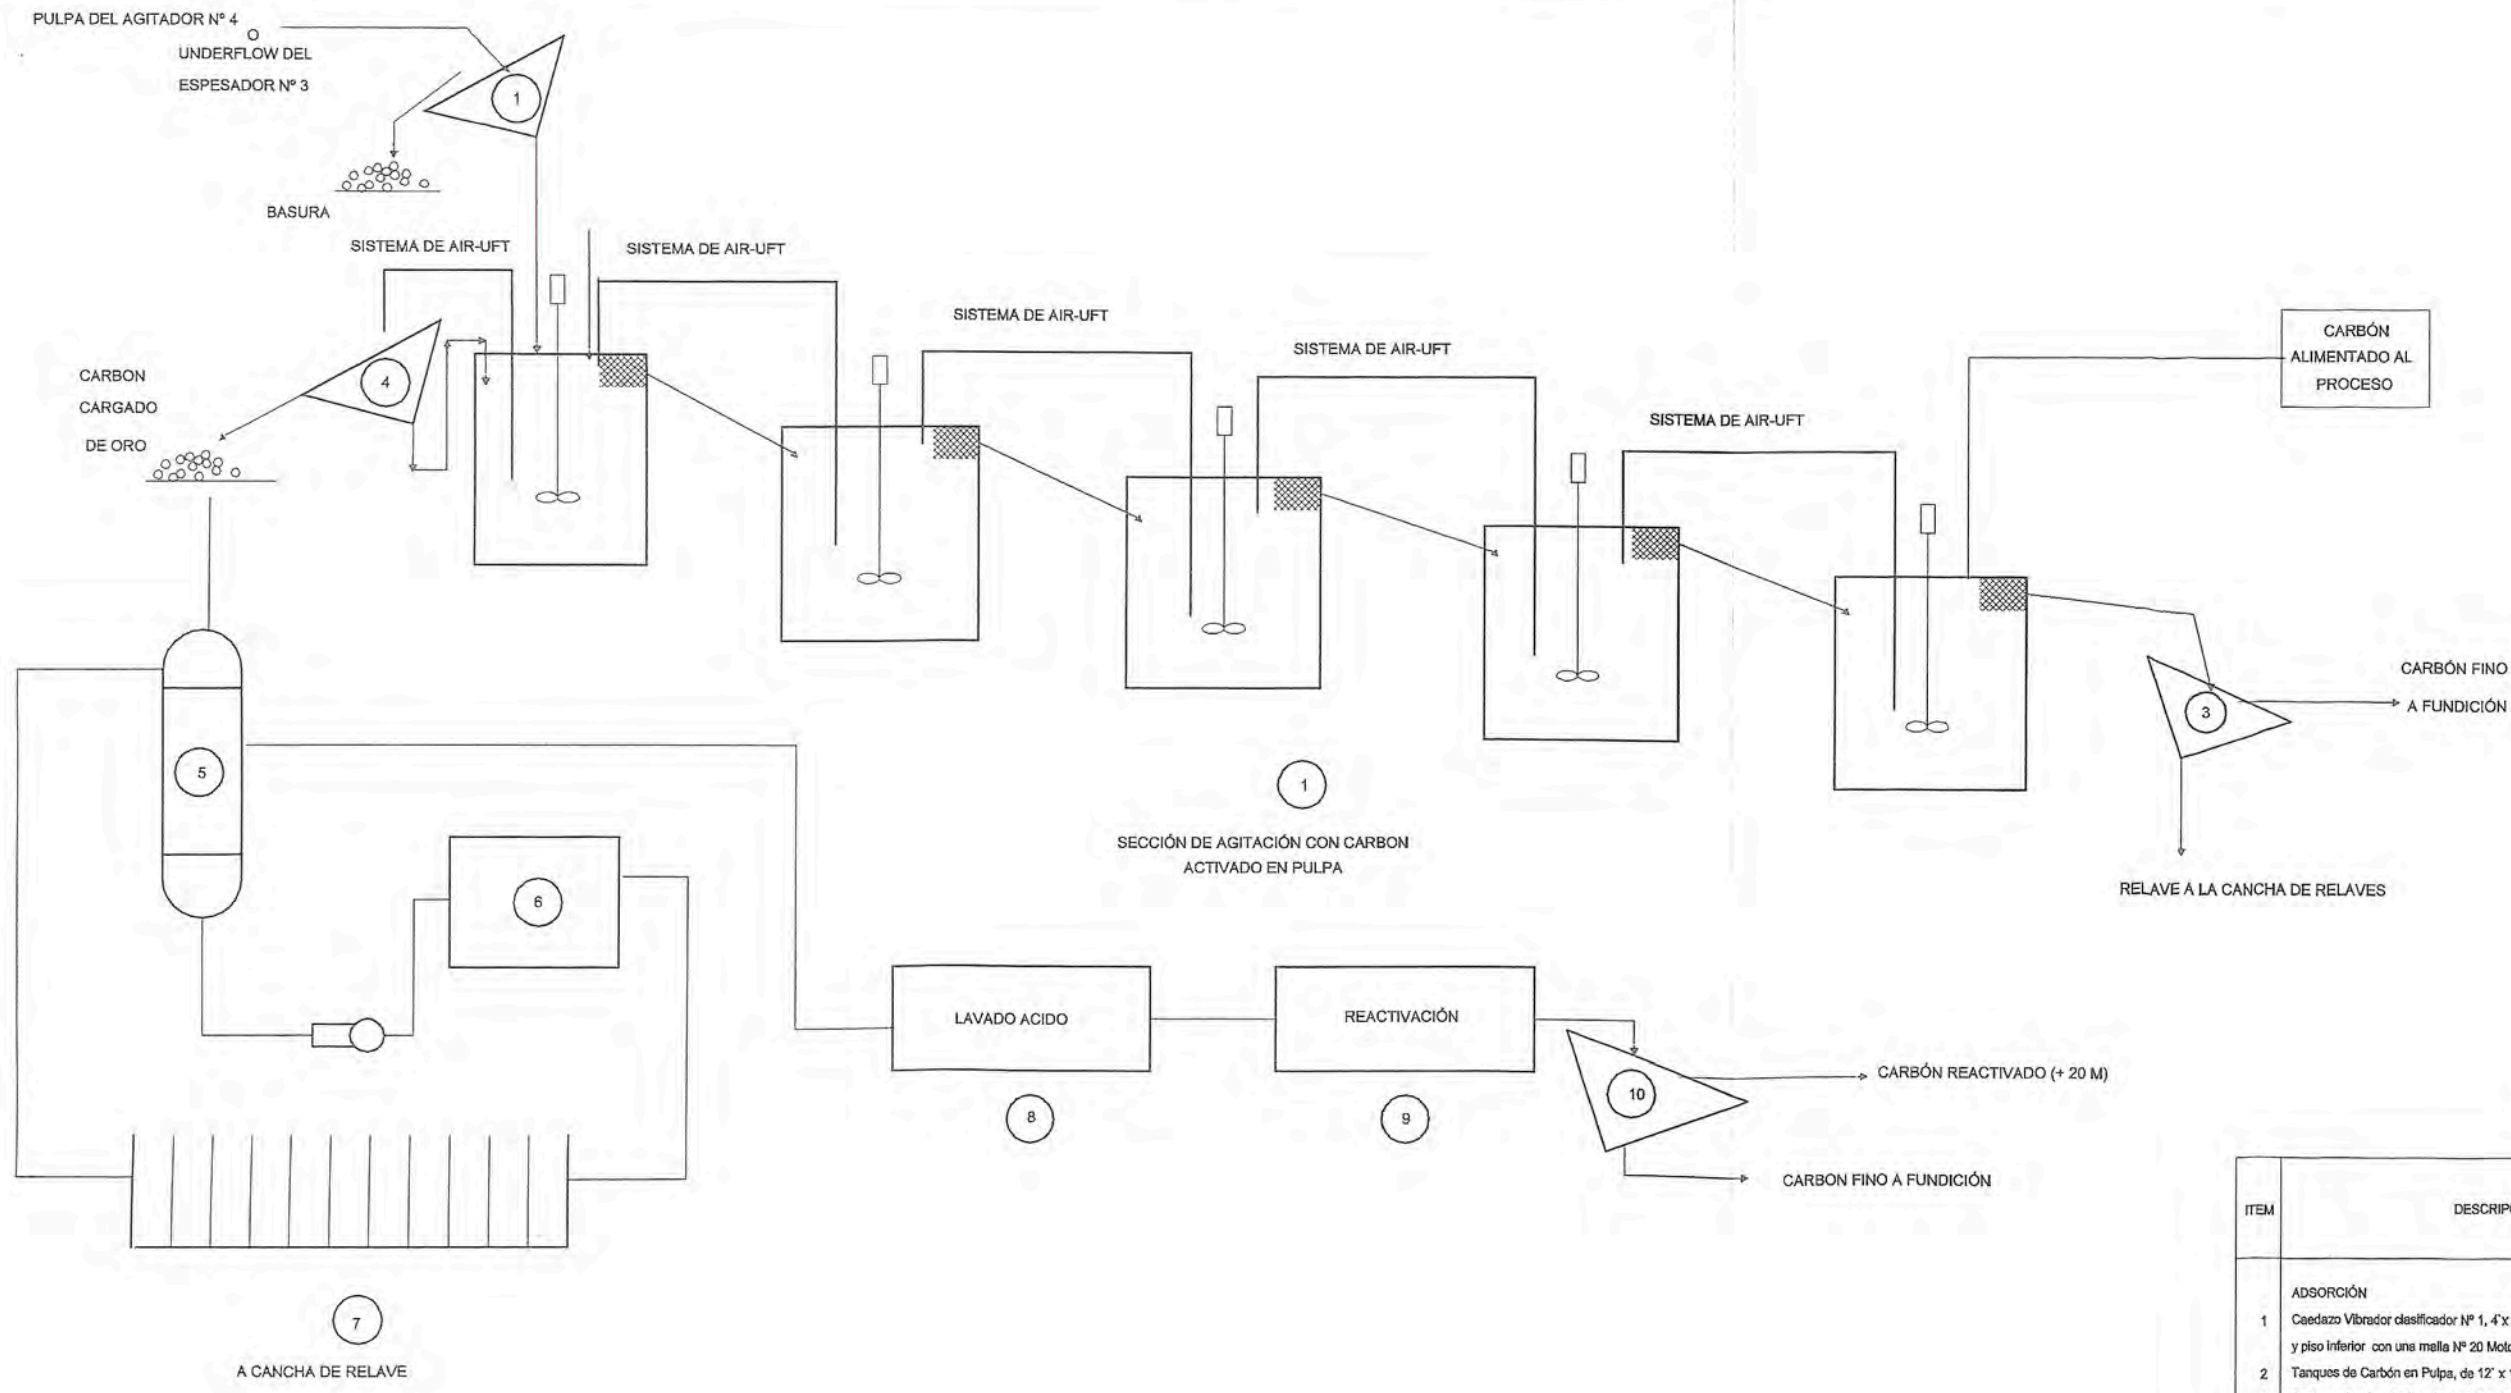 PULPA DEL AGITADOR Nº 4
O
UNDERFLOW DEL
ESPESADOR Nº 3
1
BASURA
SISTEMA DE AIR-UFT
SISTEMA DE AIR-UFT
SISTEMA DE AIR-UFT
SISTEMA DE AIR-UFT
SISTEMA DE AIR-UFT
CARBÓN
ALIMENTADO AL
PROCESO
CARBON
CARGADO
DE ORO
4
CARBÓN FINO
A FUNDICIÓN
3
5
1
SECCIÓN DE AGITACIÓN CON CARBON
ACTIVADO EN PULPA
RELAVE A LA CANCHA DE RELAVES
6
LAVADO ACIDO
REACTIVACIÓN
8
9
10
CARBÓN REACTIVADO (+ 20 M)
CARBON FINO A FUNDICIÓN
7
A CANCHA DE RELAVE
ITEM
DESCRIP
ADSORCIÓN
1 Caedazo Vibrador clasificador Nº 1, 4'x
y piso inferior con una malla Nº 20 Moto
2 Tanques de Carbón en Pulpa, de 12' x